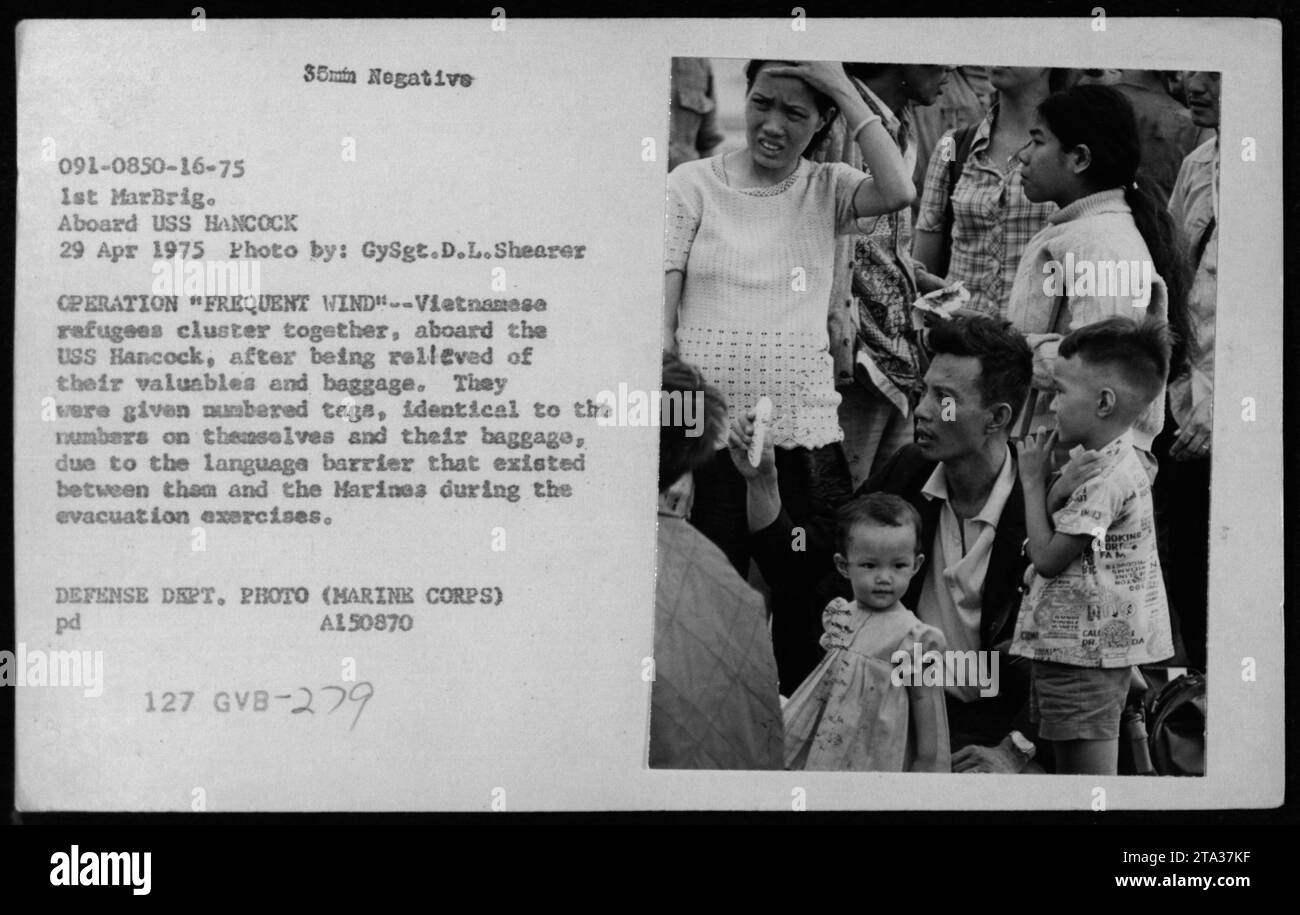 35mm Negative
091-0850-16-75
1st MarBrig.
Aboard USS HANCOCK
29 Apr 1975 Photo by: GySgt.D.L.Shearer
OPERATION "FREQUENT WIND"--Vietnamese
refugees cluster together, aboard the
USS Hancock, after being relieved of
their valuables and baggage. They
were given numbered tags, identical to the
numbers on themselves and their baggage,
due to the language barrier that existed
between them and the Marines during the
evacuation exercises.
DEFENSE DEPT. PHOTO (MARINE CORPS)
pd A150870
127 GVB-279
alamy
Image ID: 2TA37KF
www.alamy.com